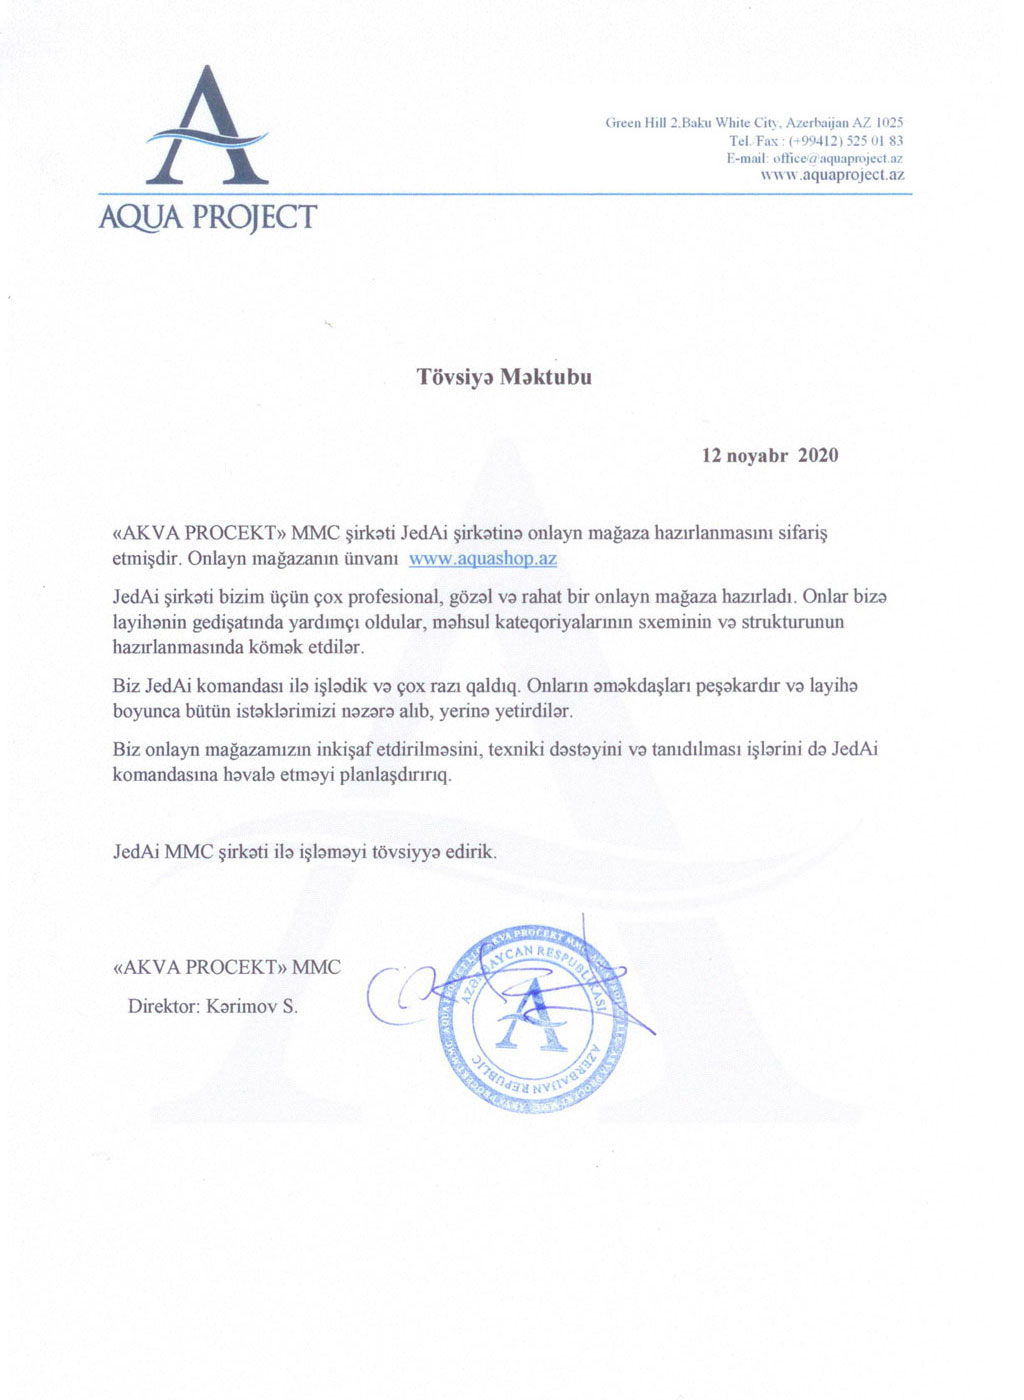 Green Hill 2.Baku White City, Azerbaijan AZ 1025
Tel./Fax : (+99412) 525 01 83
E-mail: office@aquaproject.az
www.aquaproject.az
AQUA PROJECT
Tövsiyə Məktubu
12 noyabr 2020
«AKVA PROCEKT» MMC şirkəti JedAi şirkətinə onlayn mağaza hazırlanmasını sifariş
etmişdir. Onlayn mağazanın ünvanı www.aquashop.az
JedAi şirkəti bizim üçün çox profesional, gözəl və rahat bir onlayn mağaza hazırladı. Onlar bizə
layihənin gedişatında yardımçı oldular, məhsul kateqoriyalarının sxeminin və strukturunun
hazırlanmasında kömək etdilər.
Biz JedAi komandası ilə işlədik və çox razı qaldıq. Onların əməkdaşları peşəkardır və layihə
boyunca bütün istəklərimizi nəzərə alıb, yerinə yetirdilər.
Biz onlayn mağazamızın inkişaf etdirilməsini, texniki dəstəyini və tanıdılması işlərini də JedAi
komandasına həvalə etməyi planlaşdırırıq.
JedAi MMC şirkəti ilə işləməyi tövsiyyə edirik.
«AKVA PROCEKT» MMC
Direktor: Kərimov S.
AKVA PROCEKT MMC
AZƏRBAYCAN RESPUBLIKASI
AZERBAIJAN REPUBLIC